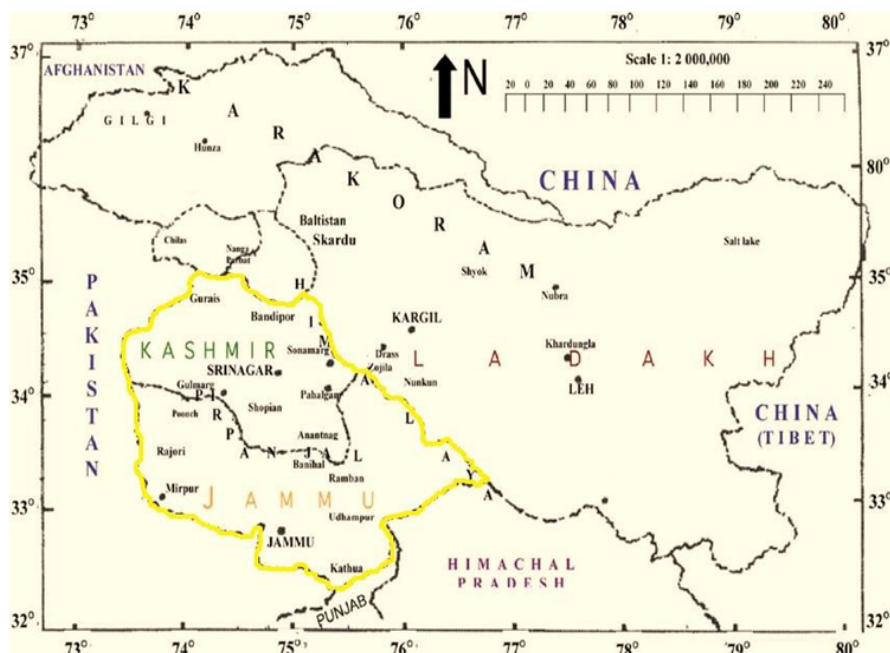 73° 74° 75° 76° 77° 78° 79° 80°
37° 37°
AFGHANISTAN
Scale 1: 2 000,000
N
20 0 20 40 60 80 100 120 140 160 180 200 220 240
GILGI
Hunza
KARAKORAM
CHINA
80°
Baltistan
Skardu
Chilas
Nanga
Parbat
Salt lake
Shyok
35° 35°
Nubra
PAKISTAN
Gurais
HIMALAYA
Bandipor
KARGIL
KASHMIR
Sonamarg
Drass
Zojila
Khardungla
LADAKH
SRINAGAR
Nunkun
LEH
Gulmarg
Pahalgam
34° 34°
PIR PANJAL
Poonch
Shopian
CHINA
(TIBET)
Anantnag
Rajori
Banihal
Ramban
Mirpur
JAMMU
33° 33°
Udhampur
JAMMU
HIMACHAL
PRADESH
Kathua
PUNJAB
32° 32°
73° 74° 75° 76° 77° 78° 79° 80°